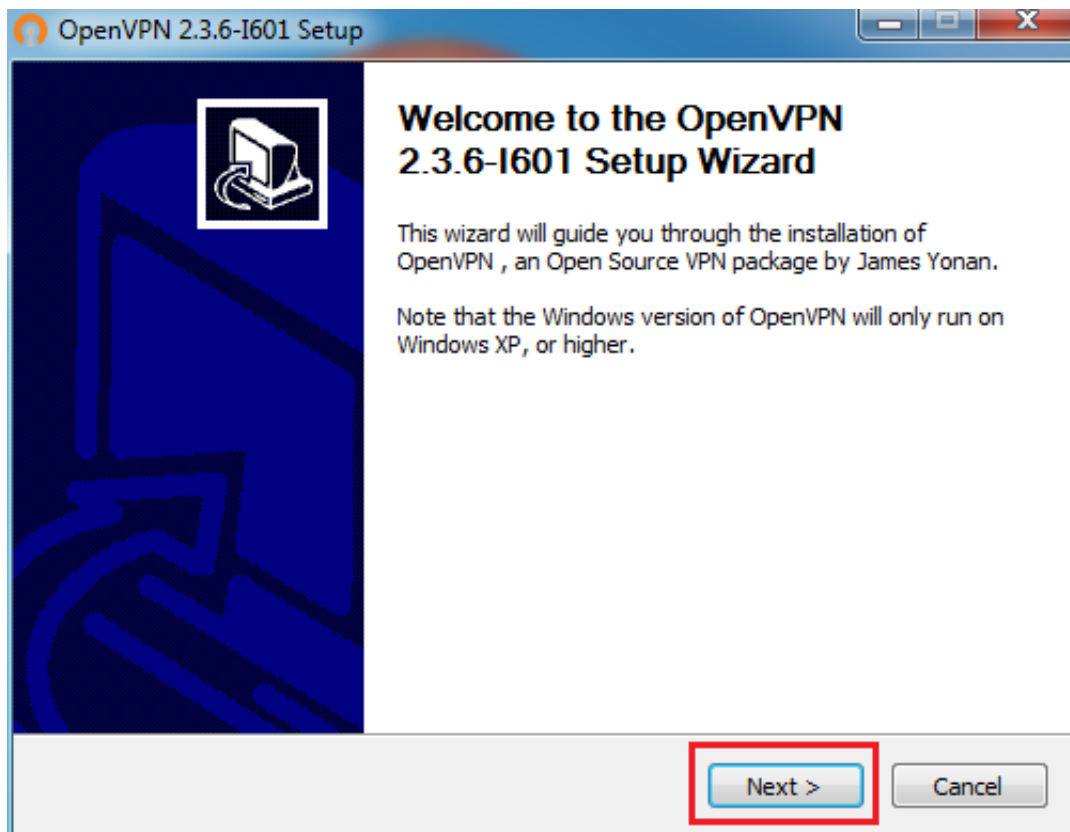 OpenVPN 2.3.6-I601 Setup
Welcome to the OpenVPN
2.3.6-I601 Setup Wizard
This wizard will guide you through the installation of
OpenVPN , an Open Source VPN package by James Yonan.
Note that the Windows version of OpenVPN will only run on
Windows XP, or higher.
Next >
Cancel